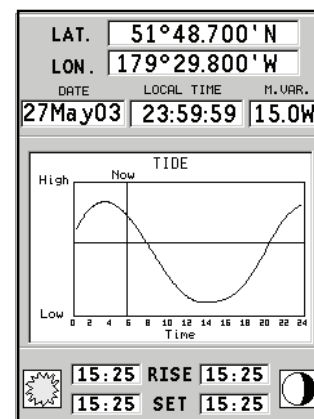 LAT. 51°48.700'N
LON. 179°29.800'W
DATE LOCAL TIME M.VAR.
27May03 23:59:59 15.0W
TIDE
High Now
Low
0 2 4 6 8 10 12 14 16 18 20 22 24
Time
15:25 RISE 15:25
15:25 SET 15:25